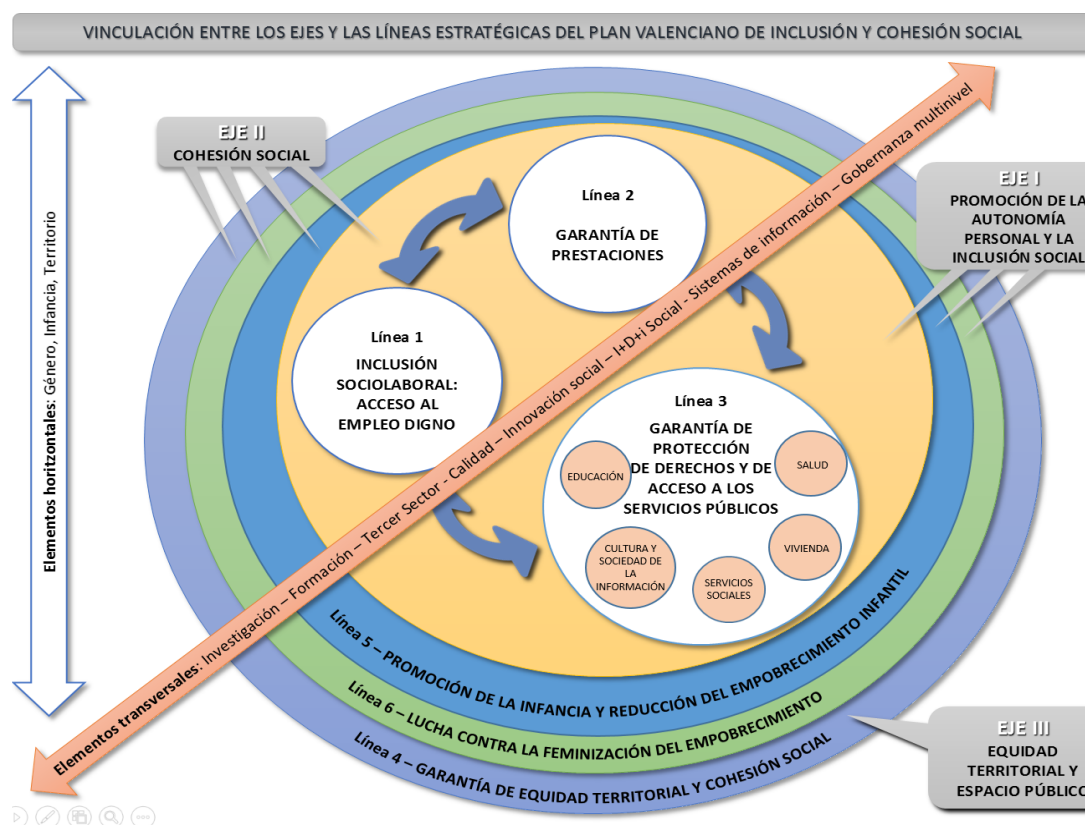 VINCULACIÓN ENTRE LOS EJES Y LAS LÍNEAS ESTRATÉGICAS DEL PLAN VALENCIANO DE INCLUSIÓN Y COHESIÓN SOCIAL
EJE II
COHESIÓN SOCIAL
EJE I
PROMOCIÓN DE LA
AUTONOMÍA
PERSONAL Y LA
INCLUSIÓN SOCIAL
Elementos horitzontales: Género, Infancia, Territorio
Elementos transversales: Investigación – Formación – Tercer Sector - Calidad – Innovación social – I+D+i Social - Sistemas de información – Gobernanza multinivel
Línea 2
GARANTÍA DE
PRESTACIONES
Línea 1
INCLUSIÓN
SOCIOLABORAL:
ACCESO AL
EMPLEO DIGNO
Línea 3
GARANTÍA DE
PROTECCIÓN
DE DERECHOS Y DE
ACCESO A LOS
SERVICIOS PÚBLICOS
EDUCACIÓN
SALUD
CULTURA Y
SOCIEDAD DE
LA
INFORMACIÓN
SERVICIOS
SOCIALES
VIVIENDA
Línea 5 – PROMOCIÓN DE LA INFANCIA Y REDUCCIÓN DEL EMPOBRECIMIENTO INFANTIL
Línea 6 – LUCHA CONTRA LA FEMINIZACIÓN DEL EMPOBRECIMIENTO
Línea 4 – GARANTÍA DE EQUIDAD TERRITORIAL Y COHESIÓN SOCIAL
EJE III
EQUIDAD
TERRITORIAL Y
ESPACIO PÚBLICO